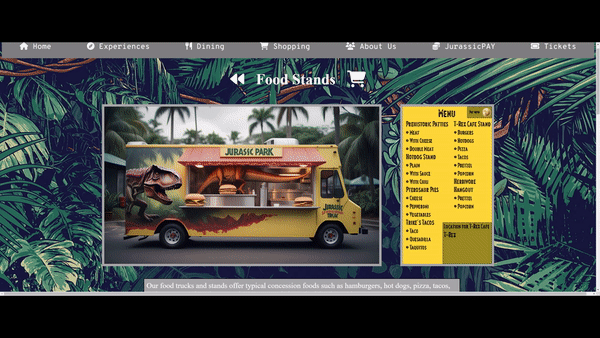 Home Experiences Dining Shopping About Us JurassicPAY Tickets
Food Stands
JURASSIC PARK
JURASSIC
Menu
Prehistoric Patties
Meat
With Cheese
Double Meat
Hotdog Stand
Plain
With Sauce
With Chili
Pterosaur Pies
Cheese
Pepperoni
Vegetables
Trike's Tacos
Taco
Quesadilla
Taquitos
T-Rex Cafe Stand
Burgers
Hotdogs
Pizza
Tacos
Pretzel
Popcorn
Herbivore
Hangout
Pretzel
Popcorn
Location for T-Rex Cafe
T-Rex
Our food trucks and stands offer typical concession foods such as hamburgers, hot dogs, pizza, tacos,